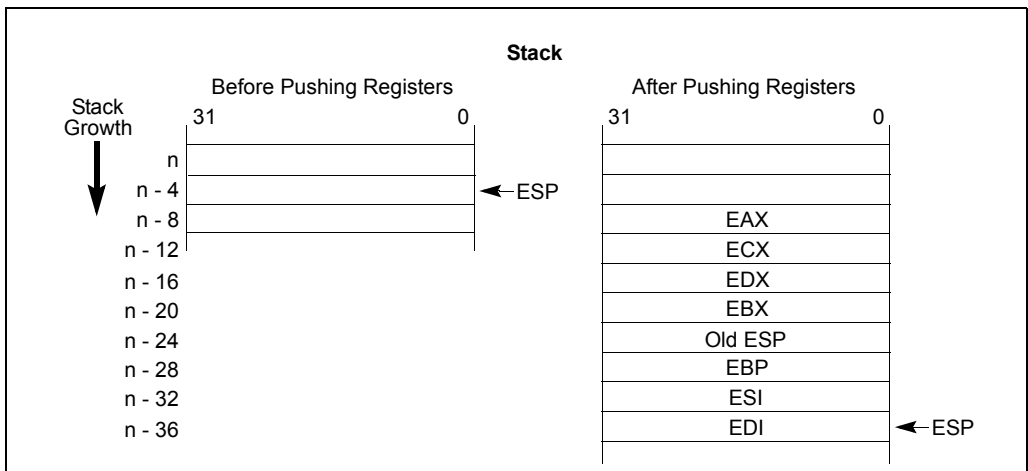 Stack
Before Pushing Registers
After Pushing Registers
Stack
Growth
31 0
31 0
n
n - 4
ESP
n - 8
EAX
n - 12
ECX
n - 16
EDX
n - 20
EBX
n - 24
Old ESP
n - 28
EBP
n - 32
ESI
n - 36
EDI
ESP